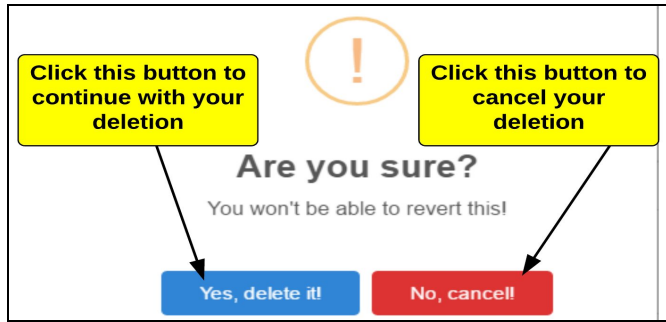 !
Click this button to
continue with your
deletion
Click this button to
cancel your
deletion
Are you sure?
You won't be able to revert this!
Yes, delete it!
No, cancel!